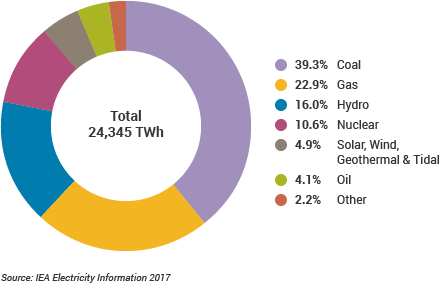 Total
24,345 TWh
39.3% Coal
22.9% Gas
16.0% Hydro
10.6% Nuclear
4.9% Solar, Wind,
Geothermal & Tidal
4.1% Oil
2.2% Other
Source: IEA Electricity Information 2017